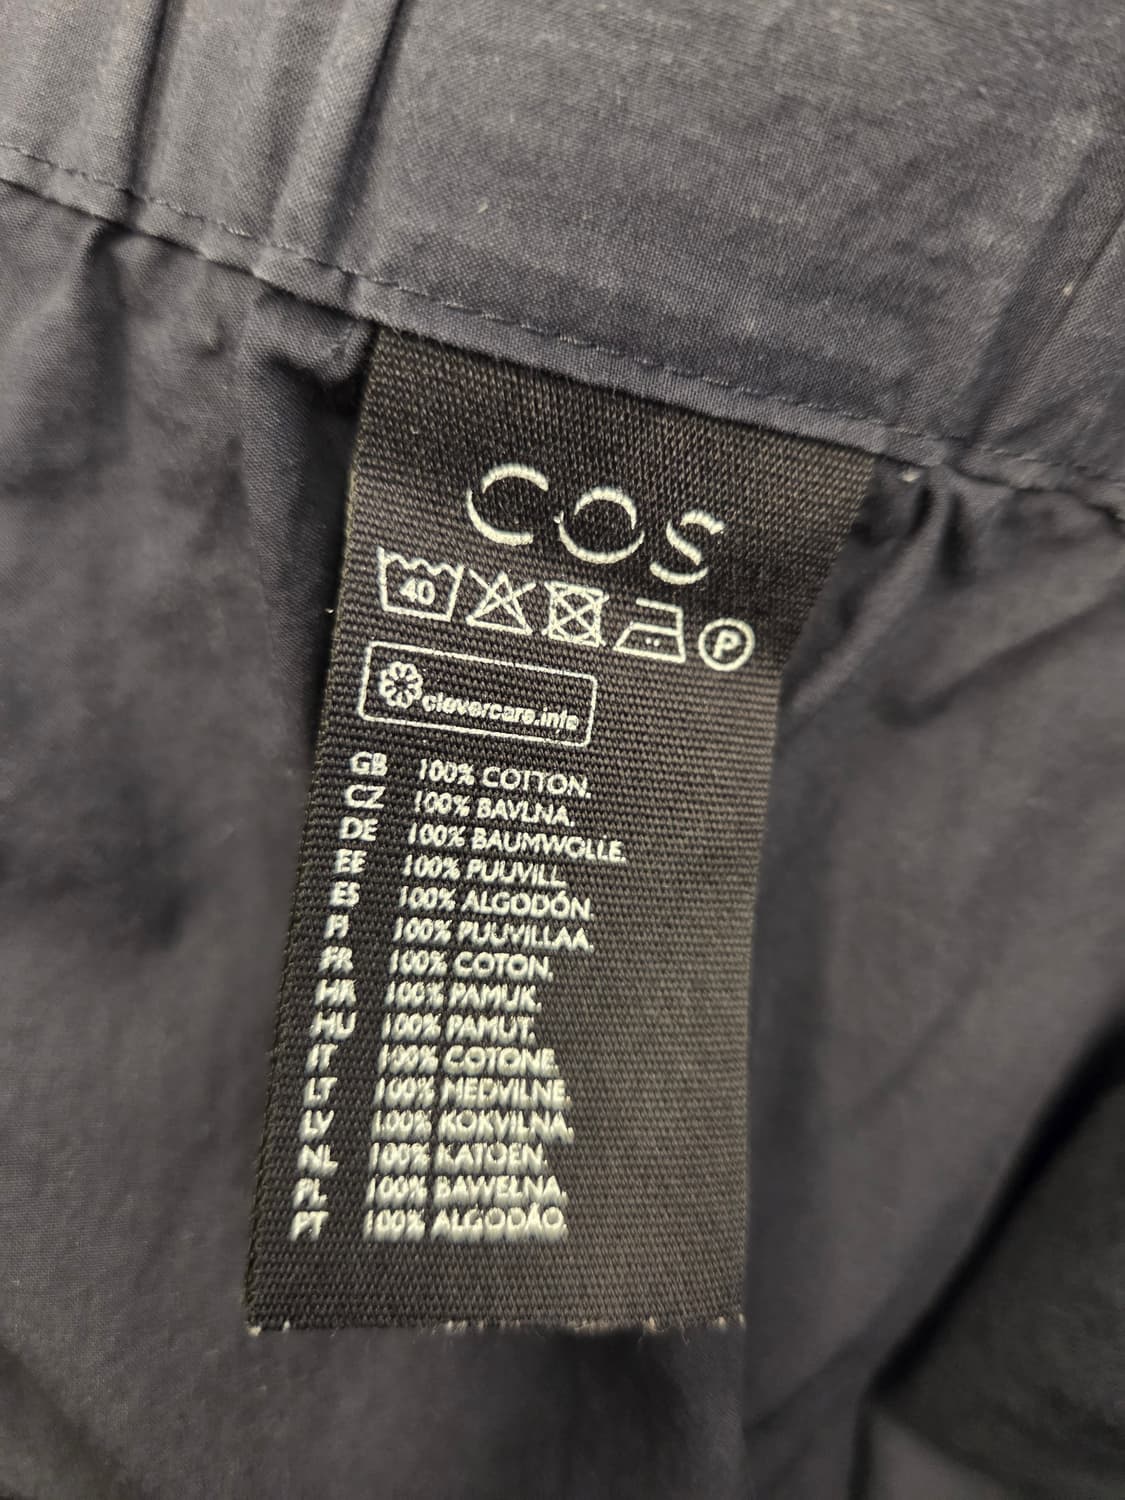 COS
40 P
clevercare.info
GB 100% COTTON.
CZ 100% BAVLNA.
DE 100% BAUMWOLLE.
EE 100% PUUVILL.
ES 100% ALGODÓN.
FI 100% PUUVILLAA.
FR 100% COTON.
HR 100% PAMUK.
HU 100% PAMUT.
IT 100% COTONE.
LT 100% MEDVILNE.
LV 100% KOKVILNA.
NL 100% KATOEN.
PL 100% BAWEŁNA.
PT 100% ALGODÃO.